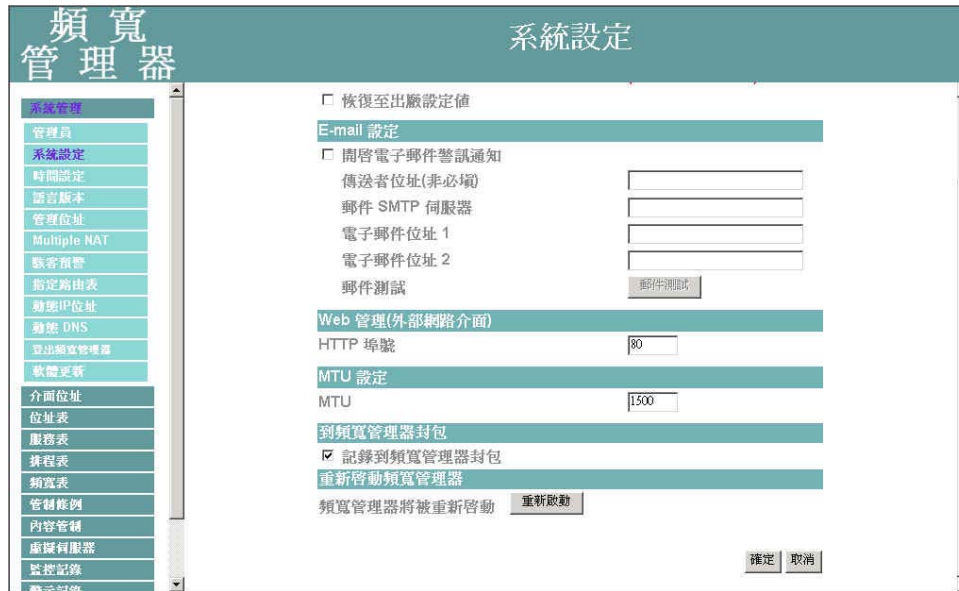 頻寬
管理器
系統設定
系統管理
管理員
系統設定
時間設定
語言版本
管理位址
Multiple NAT
駭客預警
指定路由表
動態IP位址
動態 DNS
登出頻寬管理器
軟體更新
介面位址
位址表
服務表
排程表
頻寬表
管制條例
內容管制
虛擬伺服器
監控記錄
警示記錄
恢復至出廠設定值
E-mail 設定
開啓電子郵件警訊通知
傳送者位址(非必填)
郵件 SMTP 伺服器
電子郵件位址 1
電子郵件位址 2
郵件測試 郵件測試
Web 管理(外部網路介面)
HTTP 埠號 80
MTU 設定
MTU 1500
到頻寬管理器封包
記錄到頻寬管理器封包
重新啓動頻寬管理器
頻寬管理器將被重新啓動 重新啟動
確定 取消